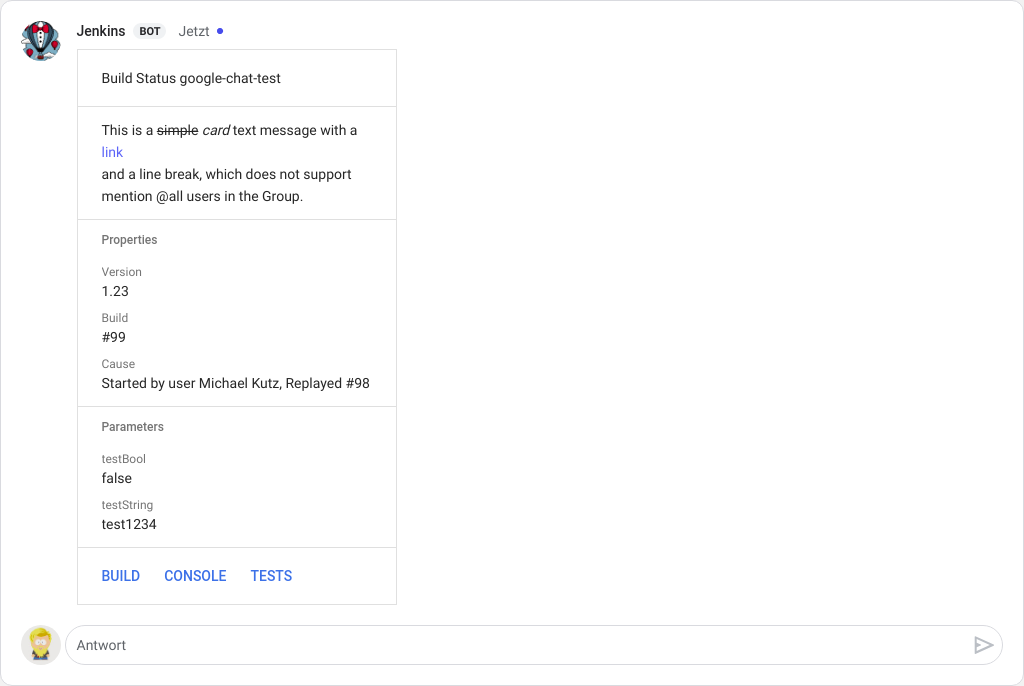 Jenkins BOT Jetzt
Build Status google-chat-test
This is a simple card text message with a
link
and a line break, which does not support
mention @all users in the Group.
Properties
Version
1.23
Build
#99
Cause
Started by user Michael Kutz, Replayed #98
Parameters
testBool
false
testString
test1234
BUILD CONSOLE TESTS
Antwort